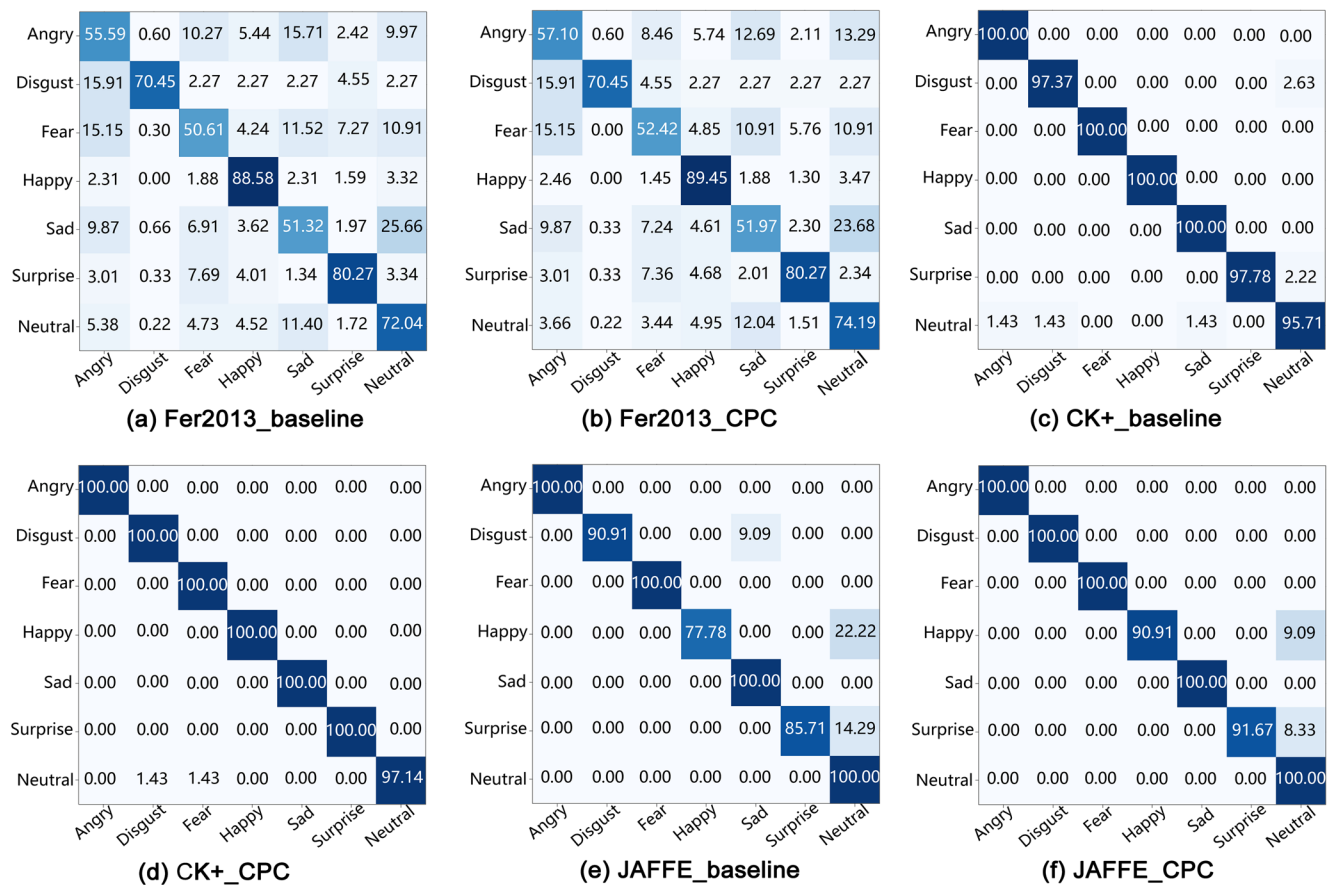 Angry 55.59 0.60 10.27 5.44 15.71 2.42 9.97
Disgust 15.91 70.45 2.27 2.27 2.27 4.55 2.27
Fear 15.15 0.30 50.61 4.24 11.52 7.27 10.91
Happy 2.31 0.00 1.88 88.58 2.31 1.59 3.32
Sad 9.87 0.66 6.91 3.62 51.32 1.97 25.66
Surprise 3.01 0.33 7.69 4.01 1.34 80.27 3.34
Neutral 5.38 0.22 4.73 4.52 11.40 1.72 72.04
Angry Disgust Fear Happy Sad Surprise Neutral
(a) Fer2013_baseline
Angry 57.10 0.60 8.46 5.74 12.69 2.11 13.29
Disgust 15.91 70.45 4.55 2.27 2.27 2.27 2.27
Fear 15.15 0.00 52.42 4.85 10.91 5.76 10.91
Happy 2.46 0.00 1.45 89.45 1.88 1.30 3.47
Sad 9.87 0.33 7.24 4.61 51.97 2.30 23.68
Surprise 3.01 0.33 7.36 4.68 2.01 80.27 2.34
Neutral 3.66 0.22 3.44 4.95 12.04 1.51 74.19
Angry Disgust Fear Happy Sad Surprise Neutral
(b) Fer2013_CPC
Angry 100.00 0.00 0.00 0.00 0.00 0.00 0.00
Disgust 0.00 97.37 0.00 0.00 0.00 0.00 2.63
Fear 0.00 0.00 100.00 0.00 0.00 0.00 0.00
Happy 0.00 0.00 0.00 100.00 0.00 0.00 0.00
Sad 0.00 0.00 0.00 0.00 100.00 0.00 0.00
Surprise 0.00 0.00 0.00 0.00 0.00 97.78 2.22
Neutral 1.43 1.43 0.00 0.00 1.43 0.00 95.71
Angry Disgust Fear Happy Sad Surprise Neutral
(c) CK+_baseline
Angry 100.00 0.00 0.00 0.00 0.00 0.00 0.00
Disgust 0.00 100.00 0.00 0.00 0.00 0.00 0.00
Fear 0.00 0.00 100.00 0.00 0.00 0.00 0.00
Happy 0.00 0.00 0.00 100.00 0.00 0.00 0.00
Sad 0.00 0.00 0.00 0.00 100.00 0.00 0.00
Surprise 0.00 0.00 0.00 0.00 0.00 100.00 0.00
Neutral 0.00 1.43 1.43 0.00 0.00 0.00 97.14
Angry Disgust Fear Happy Sad Surprise Neutral
(d) CK+_CPC
Angry 100.00 0.00 0.00 0.00 0.00 0.00 0.00
Disgust 0.00 90.91 0.00 0.00 9.09 0.00 0.00
Fear 0.00 0.00 100.00 0.00 0.00 0.00 0.00
Happy 0.00 0.00 0.00 77.78 0.00 0.00 22.22
Sad 0.00 0.00 0.00 0.00 100.00 0.00 0.00
Surprise 0.00 0.00 0.00 0.00 0.00 85.71 14.29
Neutral 0.00 0.00 0.00 0.00 0.00 0.00 100.00
Angry Disgust Fear Happy Sad Surprise Neutral
(e) JAFFE_baseline
Angry 100.00 0.00 0.00 0.00 0.00 0.00 0.00
Disgust 0.00 100.00 0.00 0.00 0.00 0.00 0.00
Fear 0.00 0.00 100.00 0.00 0.00 0.00 0.00
Happy 0.00 0.00 0.00 90.91 0.00 0.00 9.09
Sad 0.00 0.00 0.00 0.00 100.00 0.00 0.00
Surprise 0.00 0.00 0.00 0.00 0.00 91.67 8.33
Neutral 0.00 0.00 0.00 0.00 0.00 0.00 100.00
Angry Disgust Fear Happy Sad Surprise Neutral
(f) JAFFE_CPC